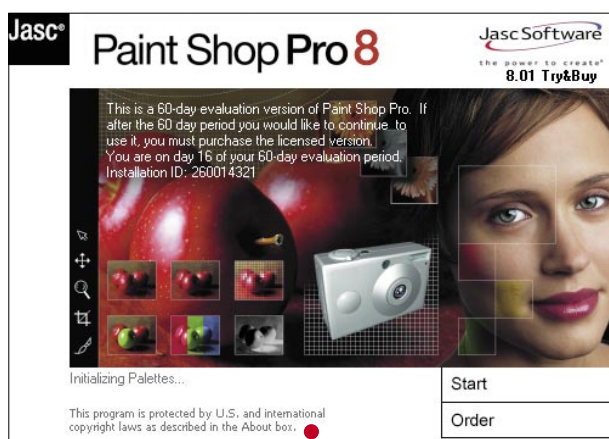 Jasc®
Paint Shop Pro 8
Jasc Software
the power to create®
8.01 Try&Buy
This is a 60-day evaluation version of Paint Shop Pro. If
after the 60 day period you would like to continue to
use it, you must purchase the licensed version.
You are on day 16 of your 60-day evaluation period.
Installation ID: 260014321
Initializing Palettes...
Start
This program is protected by U.S. and international
copyright laws as described in the About box.
Order